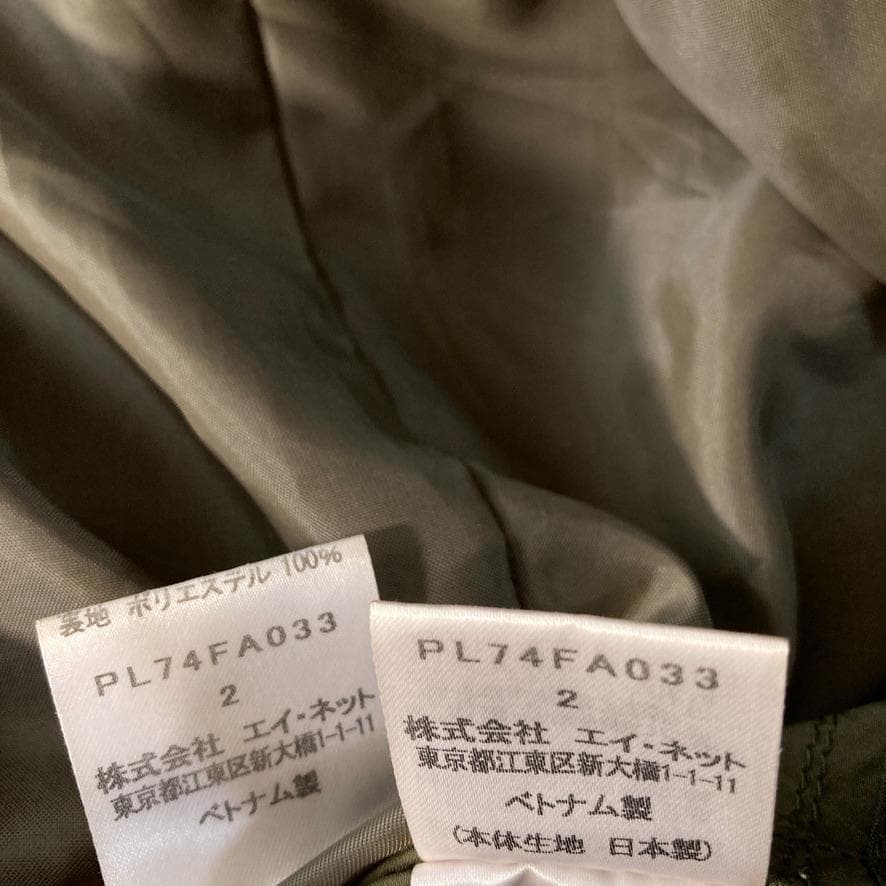 表地 ポリエステル 100%
PL74FA033
2
株式会社 エイ・ネット
東京都江東区新大橋1-1-11
ベトナム製
PL74FA033
2
株式会社 エイ・ネット
東京都江東区新大橋1-1-11
ベトナム製
(本体生地 日本製)